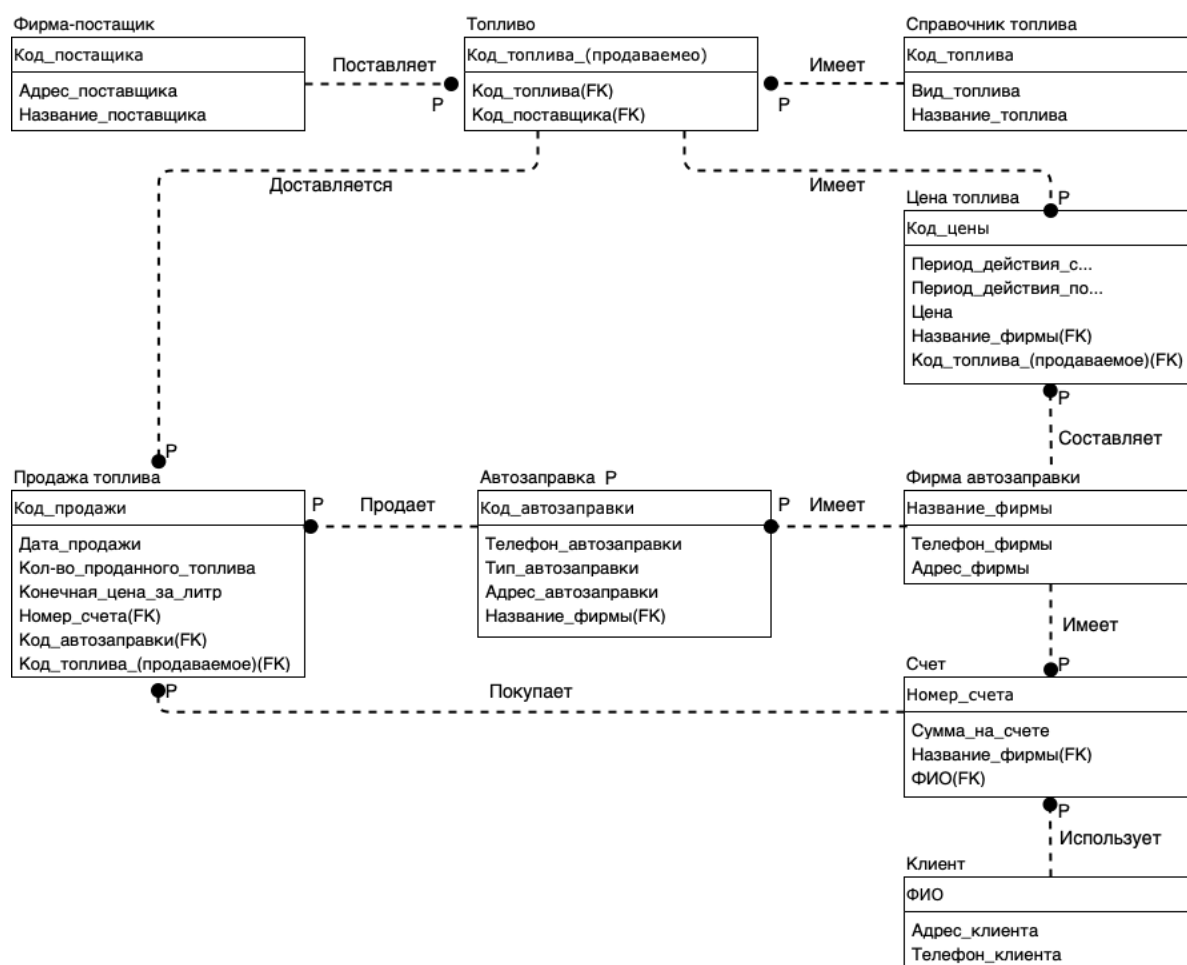 Фирма-постащик
Код_постащика
Адрес_поставщика
Название_поставщика
Поставляет
Р
Топливо
Код_топлива_(продаваемео)
Код_топлива(FK)
Код_поставщика(FK)
Имеет
Р
Справочник топлива
Код_топлива
Вид_топлива
Название_топлива
Доставляется
Имеет
Р
Цена топлива
Код_цены
Период_действия_с...
Период_действия_по...
Цена
Название_фирмы(FK)
Код_топлива_(продаваемое)(FK)
Р
Составляет
Р
Продажа топлива
Код_продажи
Дата_продажи
Кол-во_проданного_топлива
Конечная_цена_за_литр
Номер_счета(FK)
Код_автозаправки(FK)
Код_топлива_(продаваемое)(FK)
Р
Продает
Автозаправка Р
Код_автозаправки
Телефон_автозаправки
Тип_автозаправки
Адрес_автозаправки
Название_фирмы(FK)
Р
Имеет
Фирма автозаправки
Название_фирмы
Телефон_фирмы
Адрес_фирмы
Имеет
Р
Покупает
Р
Счет
Номер_счета
Сумма_на_счете
Название_фирмы(FK)
ФИО(FK)
Р
Использует
Клиент
ФИО
Адрес_клиента
Телефон_клиента